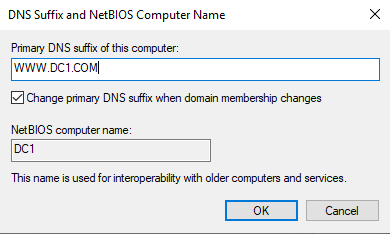 DNS Suffix and NetBIOS Computer Name
Primary DNS suffix of this computer:
WWW.DC1.COM
Change primary DNS suffix when domain membership changes
NetBIOS computer name:
DC1
This name is used for interoperability with older computers and services.
OK
Cancel